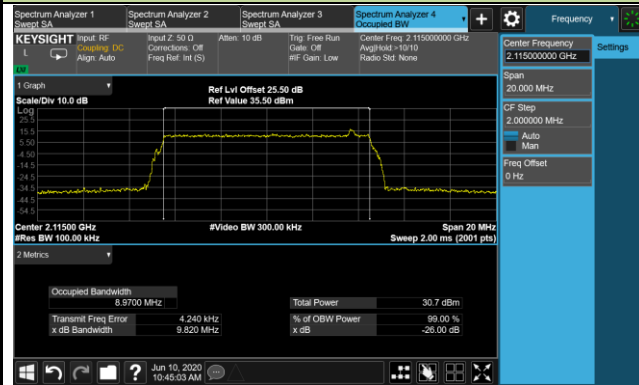 Spectrum Analyzer 1
Swept SA
Spectrum Analyzer 2
Swept SA
Spectrum Analyzer 3
Swept SA
Spectrum Analyzer 4
Occupied BW
+
Frequency
KEYSIGHT
L
Input: RF
Coupling: DC
Align: Auto
Input Z: 50 Ω
Corrections: Off
Freq Ref: Int (S)
Atten: 10 dB
Trig: Free Run
Gate: Off
#IF Gain: Low
Center Freq: 2.115000000 GHz
Avg|Hold >10/10
Radio Std: None
Center Frequency
2.115000000 GHz
Settings
Span
20.000 MHz
CF Step
2.000000 MHz
Auto
Man
Freq Offset
0 Hz
1 Graph
Scale/Div 10.0 dB
Ref Lvl Offset 25.50 dB
Ref Value 35.50 dBm
Log
25.5
15.5
5.50
-4.50
-14.5
-24.5
-34.5
-44.5
-54.5
Center 2.11500 GHz
#Res BW 100.00 kHz
#Video BW 300.00 kHz
Span 20 MHz
Sweep 2.00 ms (2001 pts)
2 Metrics
Occupied Bandwidth
8.9700 MHz
Total Power 30.7 dBm
Transmit Freq Error 4.240 kHz
% of OBW Power 99.00 %
x dB Bandwidth 9.820 MHz
x dB -26.00 dB
?
Jun 10, 2020
10:45:03 AM